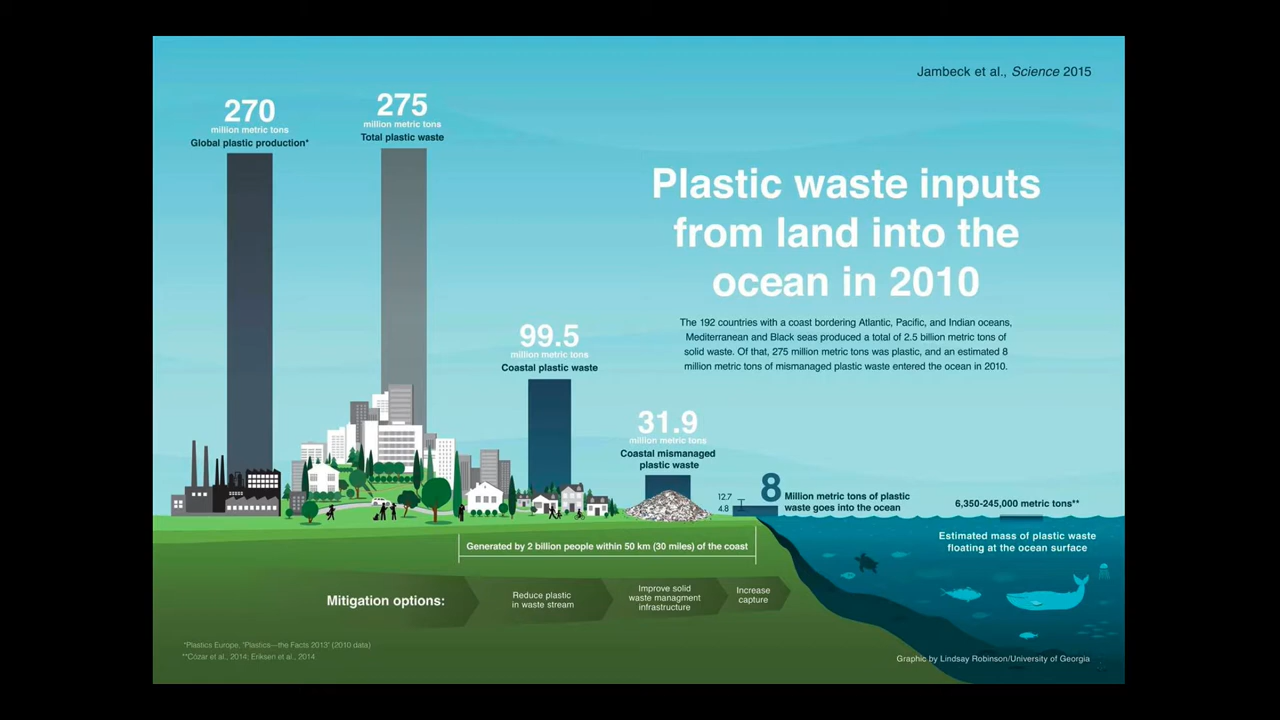 Jambeck et al., Science 2015
270
million metric tons
Global plastic production*
275
million metric tons
Total plastic waste
Plastic waste inputs
from land into the
ocean in 2010
The 192 countries with a coast bordering Atlantic, Pacific, and Indian oceans,
Mediterranean and Black seas produced a total of 2.5 billion metric tons of
solid waste. Of that, 275 million metric tons was plastic, and an estimated 8
million metric tons of mismanaged plastic waste entered the ocean in 2010.
99.5
million metric tons
Coastal plastic waste
31.9
million metric tons
Coastal mismanaged
plastic waste
12.7
4.8
8
Million metric tons of plastic
waste goes into the ocean
6,350-245,000 metric tons**
Estimated mass of plastic waste
floating at the ocean surface
Generated by 2 billion people within 50 km (30 miles) of the coast
Mitigation options:
Reduce plastic
in waste stream
Improve solid
waste managment
infrastructure
Increase
capture
*Plastics Europe, "Plastics—the Facts 2013" (2010 data)
**Cózar et al., 2014; Eriksen et al., 2014
Graphic by Lindsay Robinson/University of Georgia